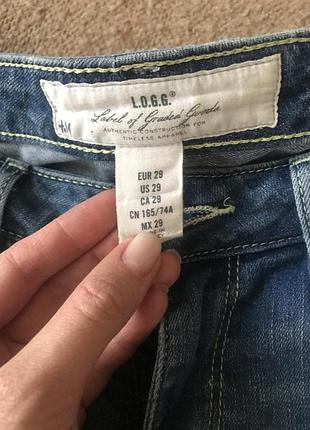 L.O.G.G.®
Label of Graded Goods
AUTHENTIC CONSTRUCTION FOR
TIMELESS APPAREL
EUR 29
US 29
CA 29
CN 165/74A
MX 29